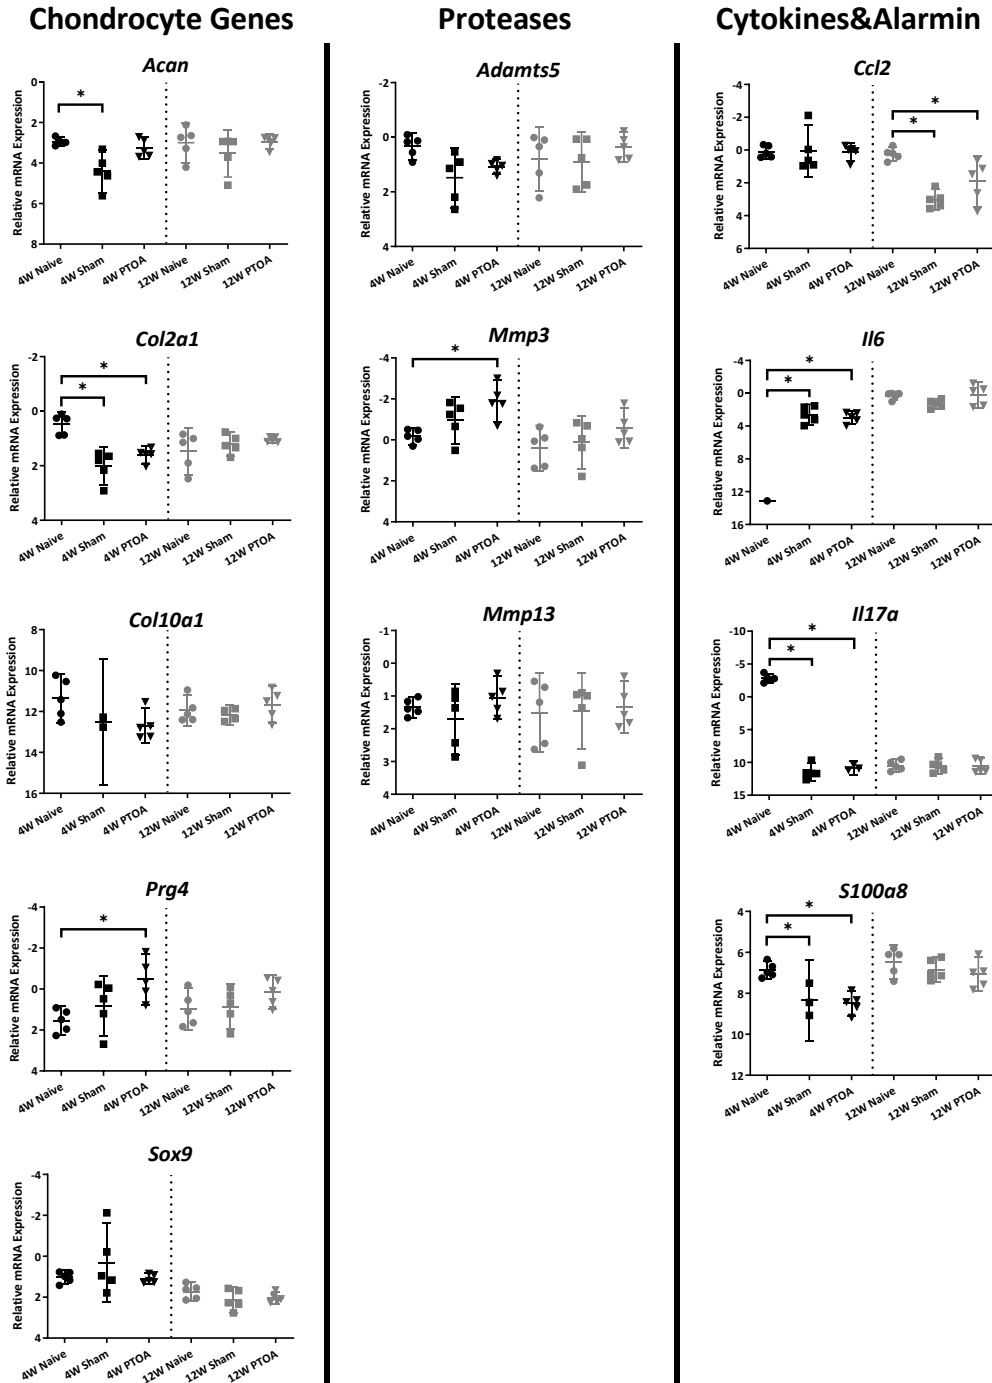 Chondrocyte Genes
Proteases
Cytokines&Alarmin
Acan
Relative mRNA Expression
0
2
4
6
8
*
4W Naive
4W Sham
4W PTOA
12W Naive
12W Sham
12W PTOA
Adamts5
Relative mRNA Expression
-2
0
2
4
4W Naive
4W Sham
4W PTOA
12W Naive
12W Sham
12W PTOA
Ccl2
Relative mRNA Expression
-4
-2
0
2
4
6
*
*
4W Naive
4W Sham
4W PTOA
12W Naive
12W Sham
12W PTOA
Col2a1
Relative mRNA Expression
-2
0
2
4
*
*
4W Naive
4W Sham
4W PTOA
12W Naive
12W Sham
12W PTOA
Mmp3
Relative mRNA Expression
-4
-2
0
2
4
*
4W Naive
4W Sham
4W PTOA
12W Naive
12W Sham
12W PTOA
Il6
Relative mRNA Expression
-4
0
4
8
12
16
*
*
4W Naive
4W Sham
4W PTOA
12W Naive
12W Sham
12W PTOA
Col10a1
Relative mRNA Expression
8
10
12
14
16
4W Naive
4W Sham
4W PTOA
12W Naive
12W Sham
12W PTOA
Mmp13
Relative mRNA Expression
-1
0
1
2
3
4
4W Naive
4W Sham
4W PTOA
12W Naive
12W Sham
12W PTOA
Il17a
Relative mRNA Expression
-10
-5
0
5
10
15
*
*
4W Naive
4W Sham
4W PTOA
12W Naive
12W Sham
12W PTOA
Prg4
Relative mRNA Expression
-4
-2
0
2
4
*
4W Naive
4W Sham
4W PTOA
12W Naive
12W Sham
12W PTOA
S100a8
Relative mRNA Expression
4
6
8
10
12
*
*
4W Naive
4W Sham
4W PTOA
12W Naive
12W Sham
12W PTOA
Sox9
Relative mRNA Expression
-4
-2
0
2
4
4W Naive
4W Sham
4W PTOA
12W Naive
12W Sham
12W PTOA